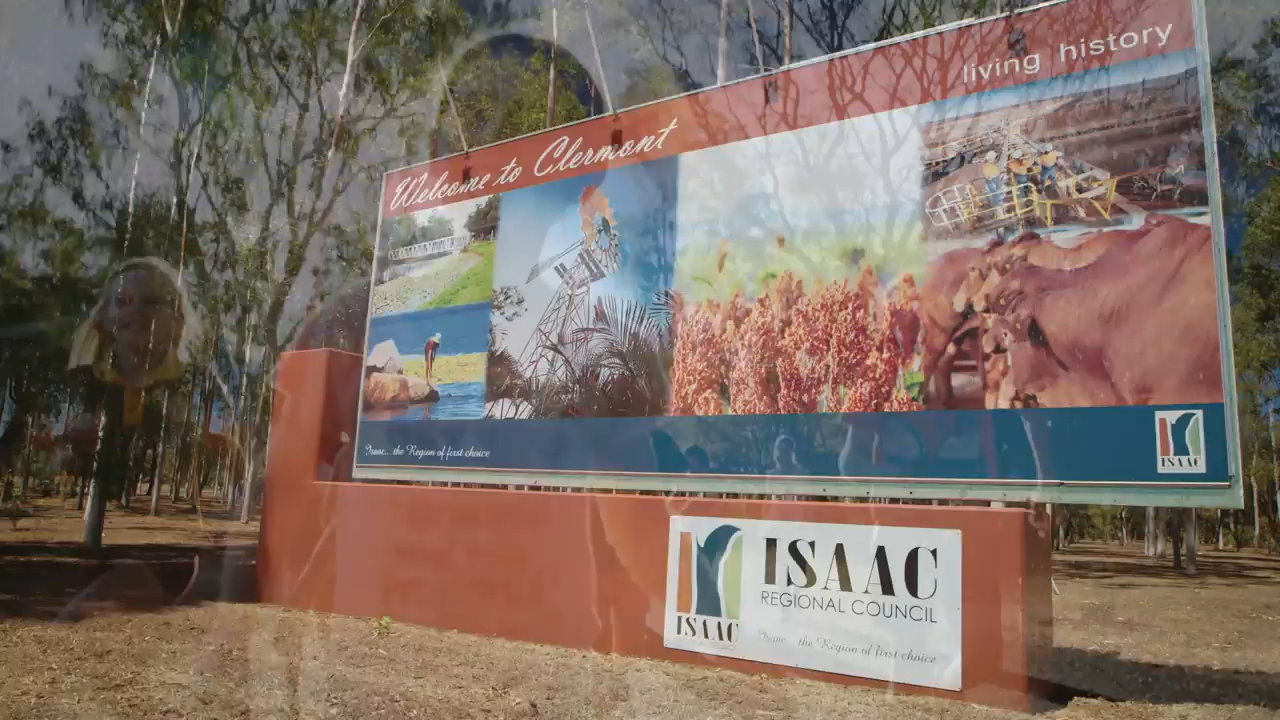 living history
Welcome to Clermont
Isaac... the Region of first choice
ISAAC
ISAAC
REGIONAL COUNCIL
ISAAC
Isaac... the Region of first choice